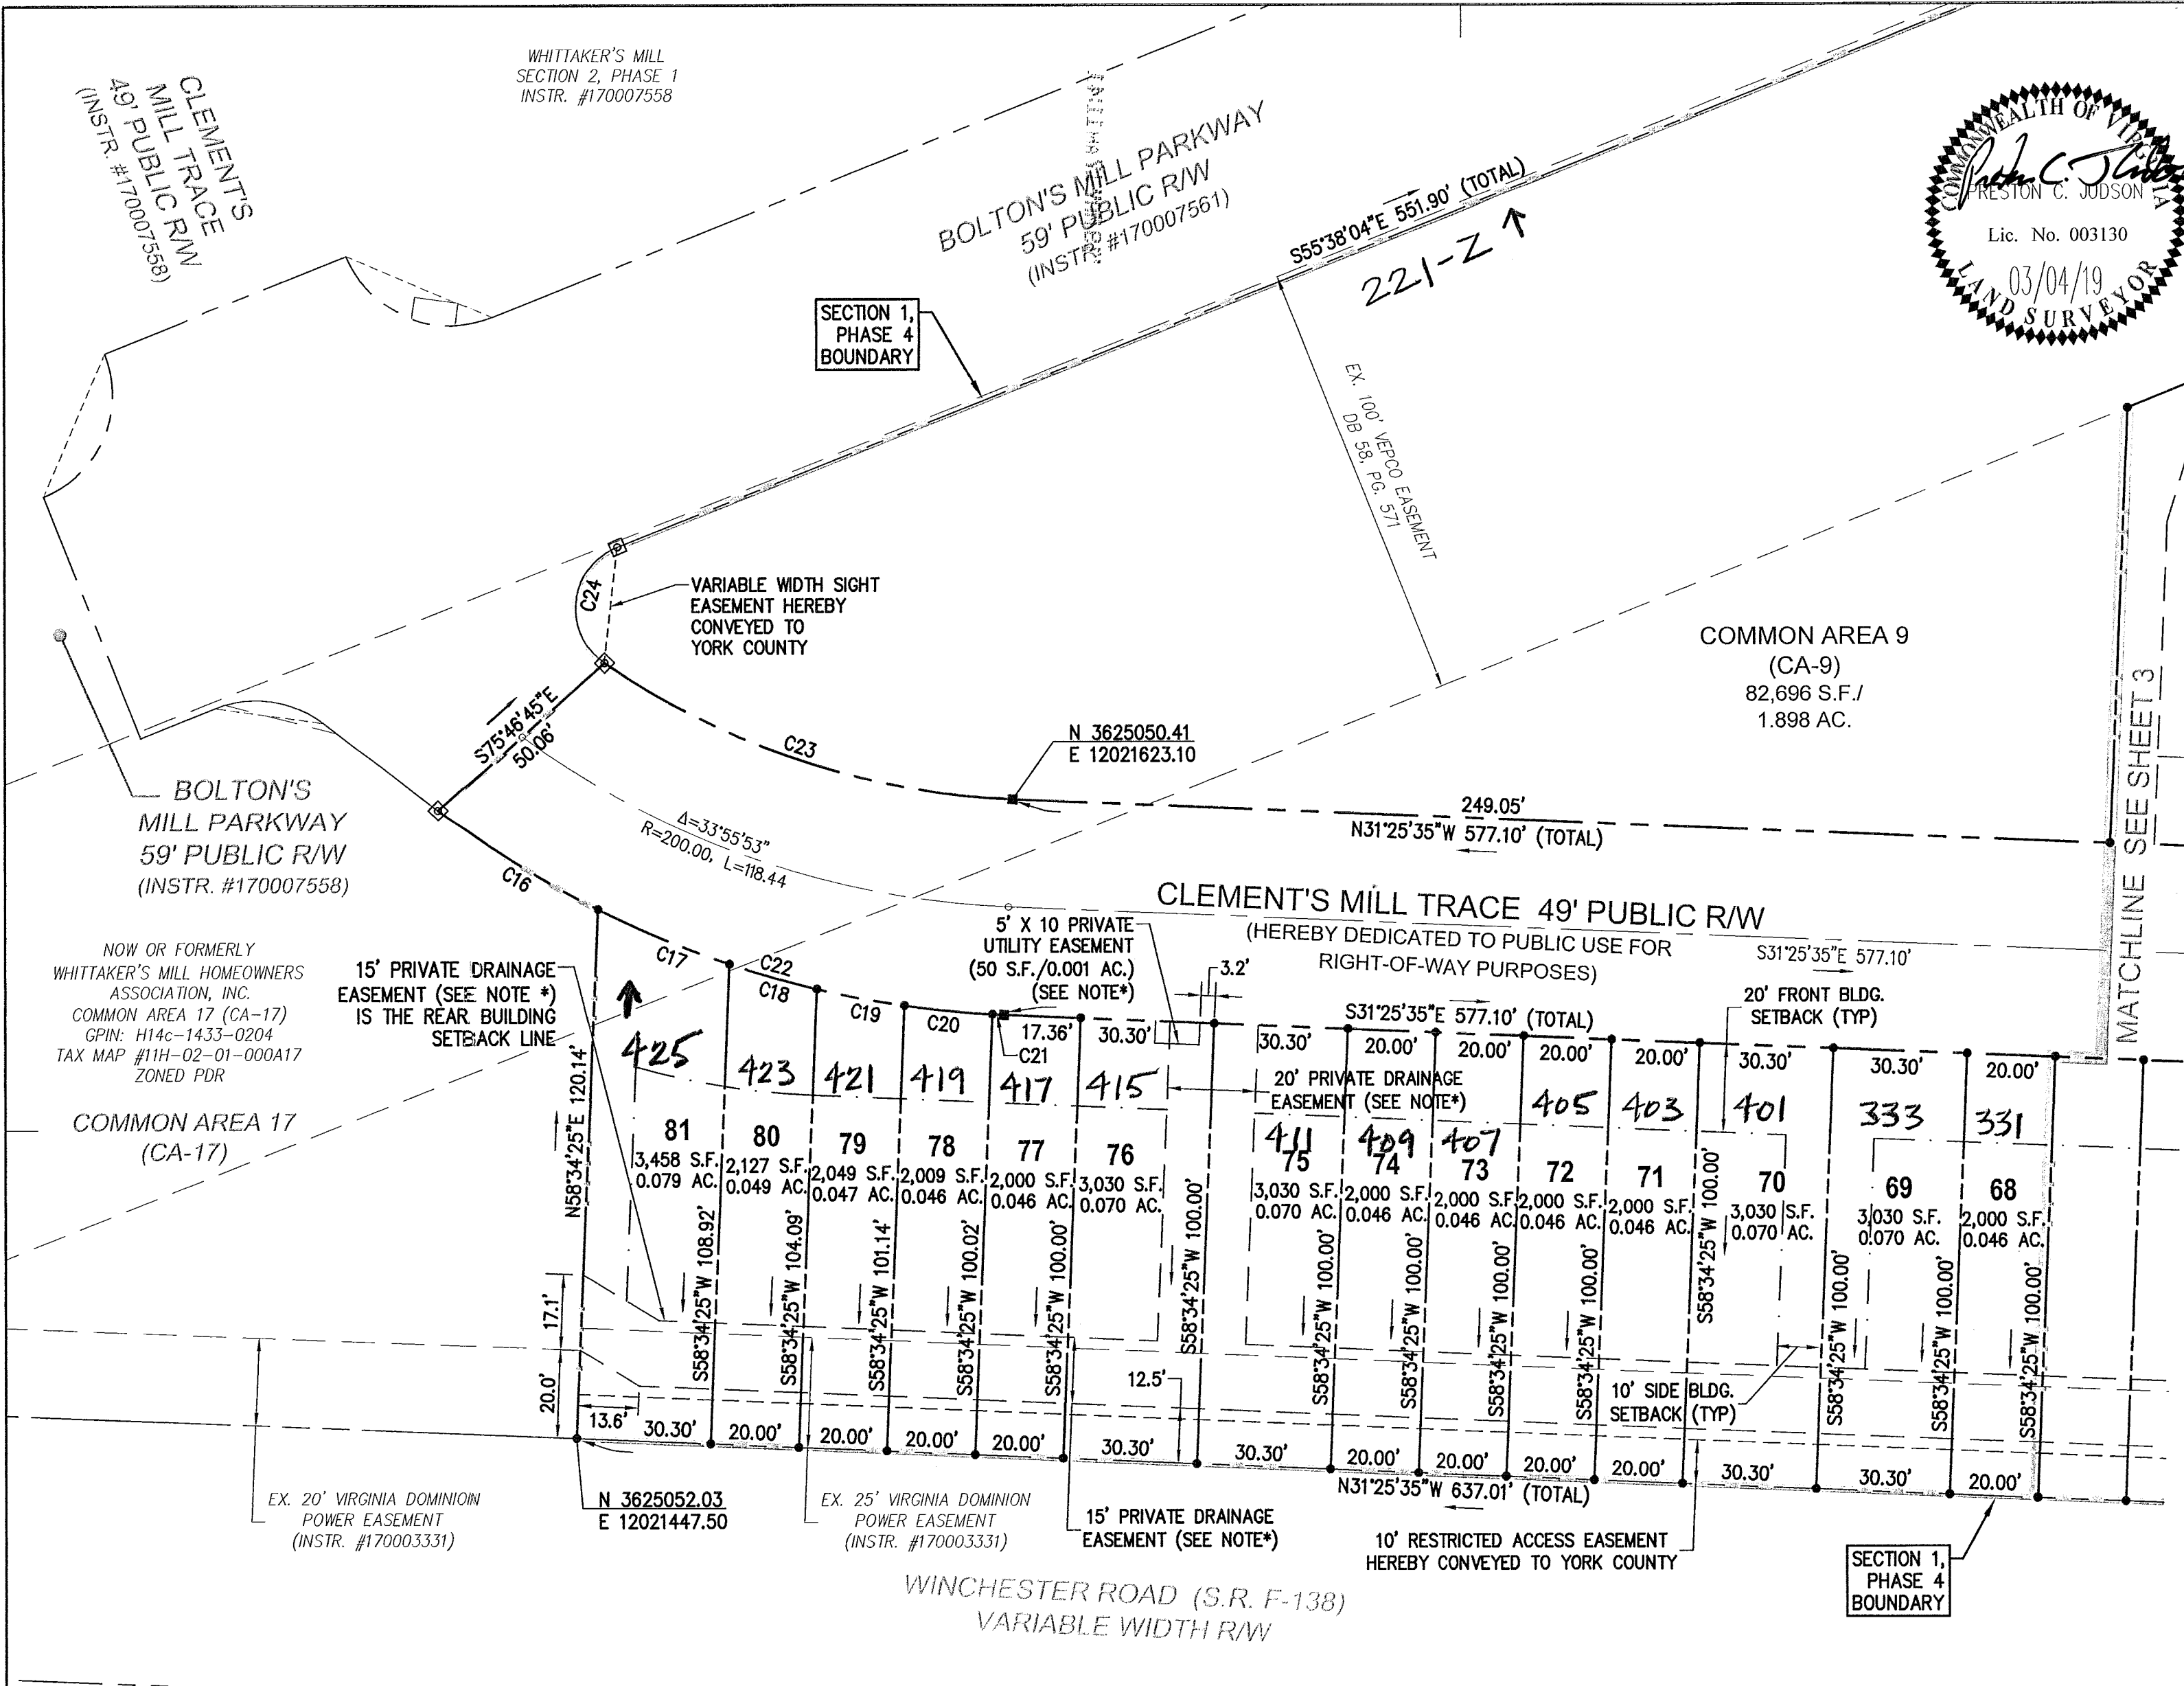 WHITTAKER'S MILL
SECTION 2, PHASE 1
INSTR. #170007558
CLEMENT'S
MILL TRACE
49' PUBLIC R/W
(INSTR. #170007558)
BOLTON'S MILL PARKWAY
59' PUBLIC R/W
(INSTR. #170007561)
S55°38'04"E 551.90' (TOTAL)
221-Z
COMMONWEALTH OF VIRGINIA
PRESTON C. JUDSON
Lic. No. 003130
03/04/19
LAND SURVEYOR
SECTION 1,
PHASE 4
BOUNDARY
EX. 100' VEPCO EASEMENT
DB 58, PG. 571
C24
VARIABLE WIDTH SIGHT
EASEMENT HEREBY
CONVEYED TO
YORK COUNTY
COMMON AREA 9
(CA-9)
82,696 S.F./
1.898 AC.
MATCHLINE SEE SHEET 3
S75°46'45"E
50.06'
C23
N 3625050.41
E 12021623.10
249.05'
N31°25'35"W 577.10' (TOTAL)
BOLTON'S
MILL PARKWAY
59' PUBLIC R/W
(INSTR. #170007558)
Δ=33°55'53"
R=200.00, L=118.44
C16
CLEMENT'S MILL TRACE 49' PUBLIC R/W
(HEREBY DEDICATED TO PUBLIC USE FOR
RIGHT-OF-WAY PURPOSES)
S31°25'35"E 577.10'
NOW OR FORMERLY
WHITTAKER'S MILL HOMEOWNERS
ASSOCIATION, INC.
COMMON AREA 17 (CA-17)
GPIN: H14c-1433-0204
TAX MAP #11H-02-01-000A17
ZONED PDR
COMMON AREA 17
(CA-17)
15' PRIVATE DRAINAGE
EASEMENT (SEE NOTE *)
IS THE REAR BUILDING
SETBACK LINE
C17
C22
C18
C19
C20
C21
5' X 10 PRIVATE
UTILITY EASEMENT
(50 S.F./0.001 AC.)
(SEE NOTE*)
3.2'
S31°25'35"E 577.10' (TOTAL)
20' FRONT BLDG.
SETBACK (TYP)
17.36'
30.30'
30.30'
20.00'
20.00'
20.00'
20.00'
30.30'
30.30'
20.00'
20' PRIVATE DRAINAGE
EASEMENT (SEE NOTE*)
425
423
421
419
417
415
411
409
407
405
403
401
333
331
N58°34'25"E 120.14'
81
3,458 S.F.
0.079 AC.
S58°34'25"W 108.92'
80
2,127 S.F.
0.049 AC.
S58°34'25"W 104.09'
79
2,049 S.F.
0.047 AC.
S58°34'25"W 101.14'
78
2,009 S.F.
0.046 AC.
S58°34'25"W 100.02'
77
2,000 S.F.
0.046 AC.
S58°34'25"W 100.00'
76
3,030 S.F.
0.070 AC.
S58°34'25"W 100.00'
75
3,030 S.F.
0.070 AC.
S58°34'25"W 100.00'
74
2,000 S.F.
0.046 AC.
S58°34'25"W 100.00'
73
2,000 S.F.
0.046 AC.
S58°34'25"W 100.00'
72
2,000 S.F.
0.046 AC.
S58°34'25"W 100.00'
71
2,000 S.F.
0.046 AC.
S58°34'25"W 100.00'
70
3,030 S.F.
0.070 AC.
S58°34'25"W 100.00'
69
3,030 S.F.
0.070 AC.
S58°34'25"W 100.00'
68
2,000 S.F.
0.046 AC.
S58°34'25"W 100.00'
17.1'
20.0'
13.6'
12.5'
10' SIDE BLDG.
SETBACK (TYP)
30.30'
20.00'
20.00'
20.00'
20.00'
30.30'
30.30'
20.00'
20.00'
20.00'
20.00'
30.30'
30.30'
20.00'
N31°25'35"W 637.01' (TOTAL)
EX. 20' VIRGINIA DOMINIOIN
POWER EASEMENT
(INSTR. #170003331)
N 3625052.03
E 12021447.50
EX. 25' VIRGINIA DOMINION
POWER EASEMENT
(INSTR. #170003331)
15' PRIVATE DRAINAGE
EASEMENT (SEE NOTE*)
10' RESTRICTED ACCESS EASEMENT
HEREBY CONVEYED TO YORK COUNTY
SECTION 1,
PHASE 4
BOUNDARY
WINCHESTER ROAD (S.R. F-138)
VARIABLE WIDTH R/W